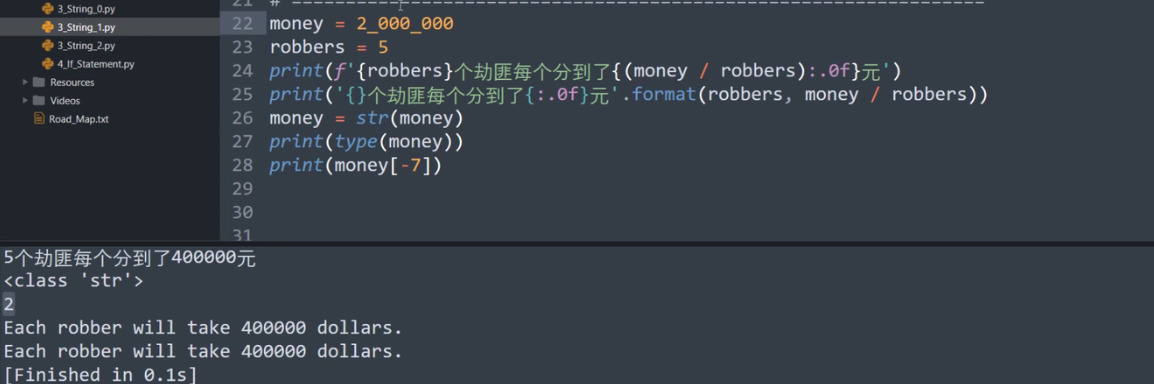 3_String_0.py
3_String_1.py
3_String_2.py
4_If_Statement.py
Resources
Videos
Road_Map.txt
21 # ----------------------------------------------------------------
22 money = 2_000_000
23 robbers = 5
24 print(f'{robbers}个劫匪每个分到了{(money / robbers):.0f}元')
25 print('{}个劫匪每个分到了{:.0f}元'.format(robbers, money / robbers))
26 money = str(money)
27 print(type(money))
28 print(money[-7])
29
30
31
5个劫匪每个分到了400000元
<class 'str'>
2
Each robber will take 400000 dollars.
Each robber will take 400000 dollars.
[Finished in 0.1s]